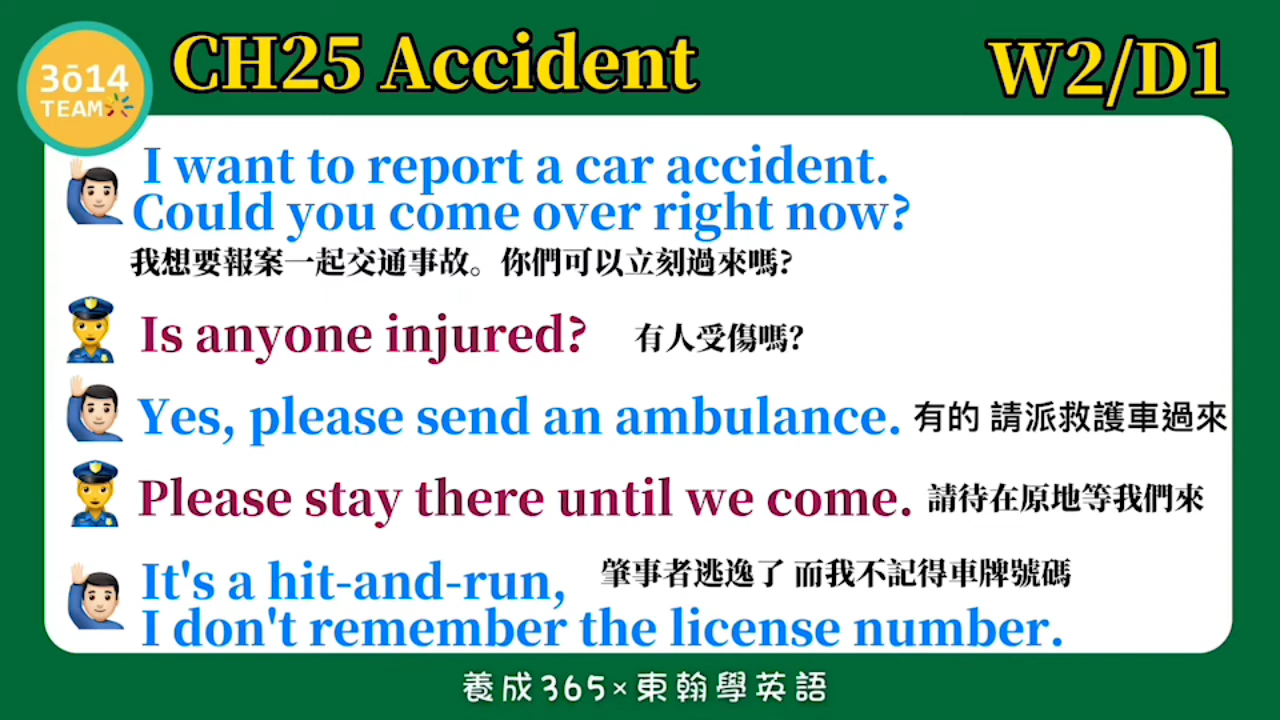 3ō14
TEAM
CH25 Accident
W2/D1
I want to report a car accident.
Could you come over right now?
我想要報案一起交通事故。你們可以立刻過來嗎?
Is anyone injured?
有人受傷嗎?
Yes, please send an ambulance.
有的 請派救護車過來
Please stay there until we come.
請待在原地等我們來
It's a hit-and-run,
肇事者逃逸了 而我不記得車牌號碼
I don't remember the license number.
養成365×東翰學英語